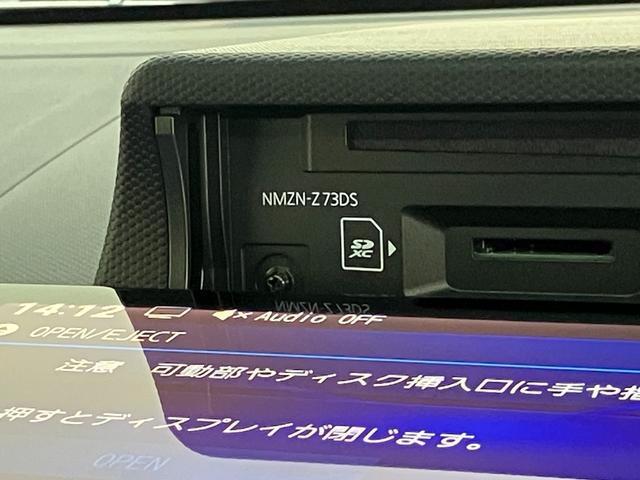 NMZN-Z73DS
SD
XC
14:12 Audio OFF
OPEN/EJECT
注意 可動部やディスク挿入口に手や指
押すとディスプレイが閉じます。
OPEN